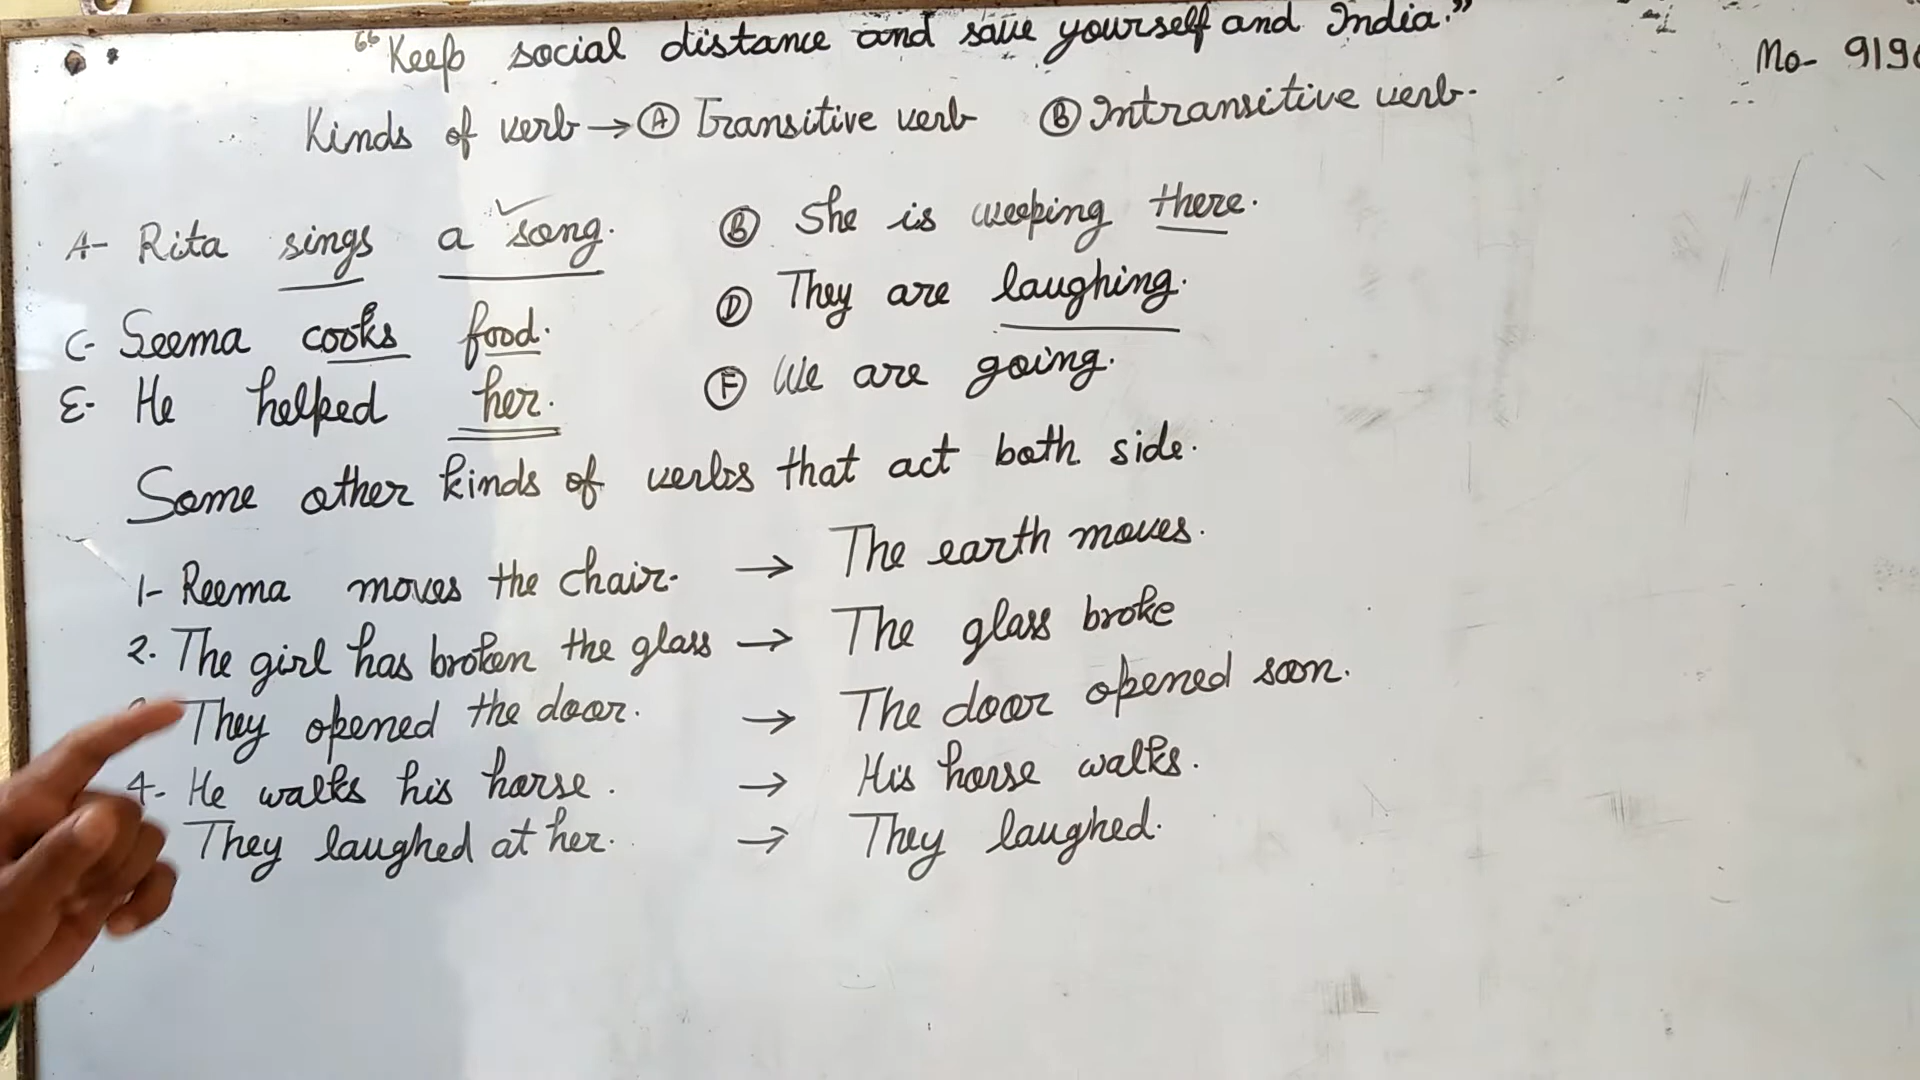 "Keep social distance and save yourself and India."
Mo- 919
Kinds of verb → Ⓐ Transitive verb Ⓑ Intransitive verb.
A- Rita sings a song. Ⓑ She is weeping there.
C- Seema cooks food. Ⓓ They are laughing.
E- He helped her. Ⓕ We are going.
Some other kinds of verbs that act both side.
1- Reema moves the chair. → The earth moves.
2. The girl has broken the glass → The glass broke
They opened the door. → The door opened soon.
4- He walks his horse. → His horse walks.
They laughed at her. → They laughed.